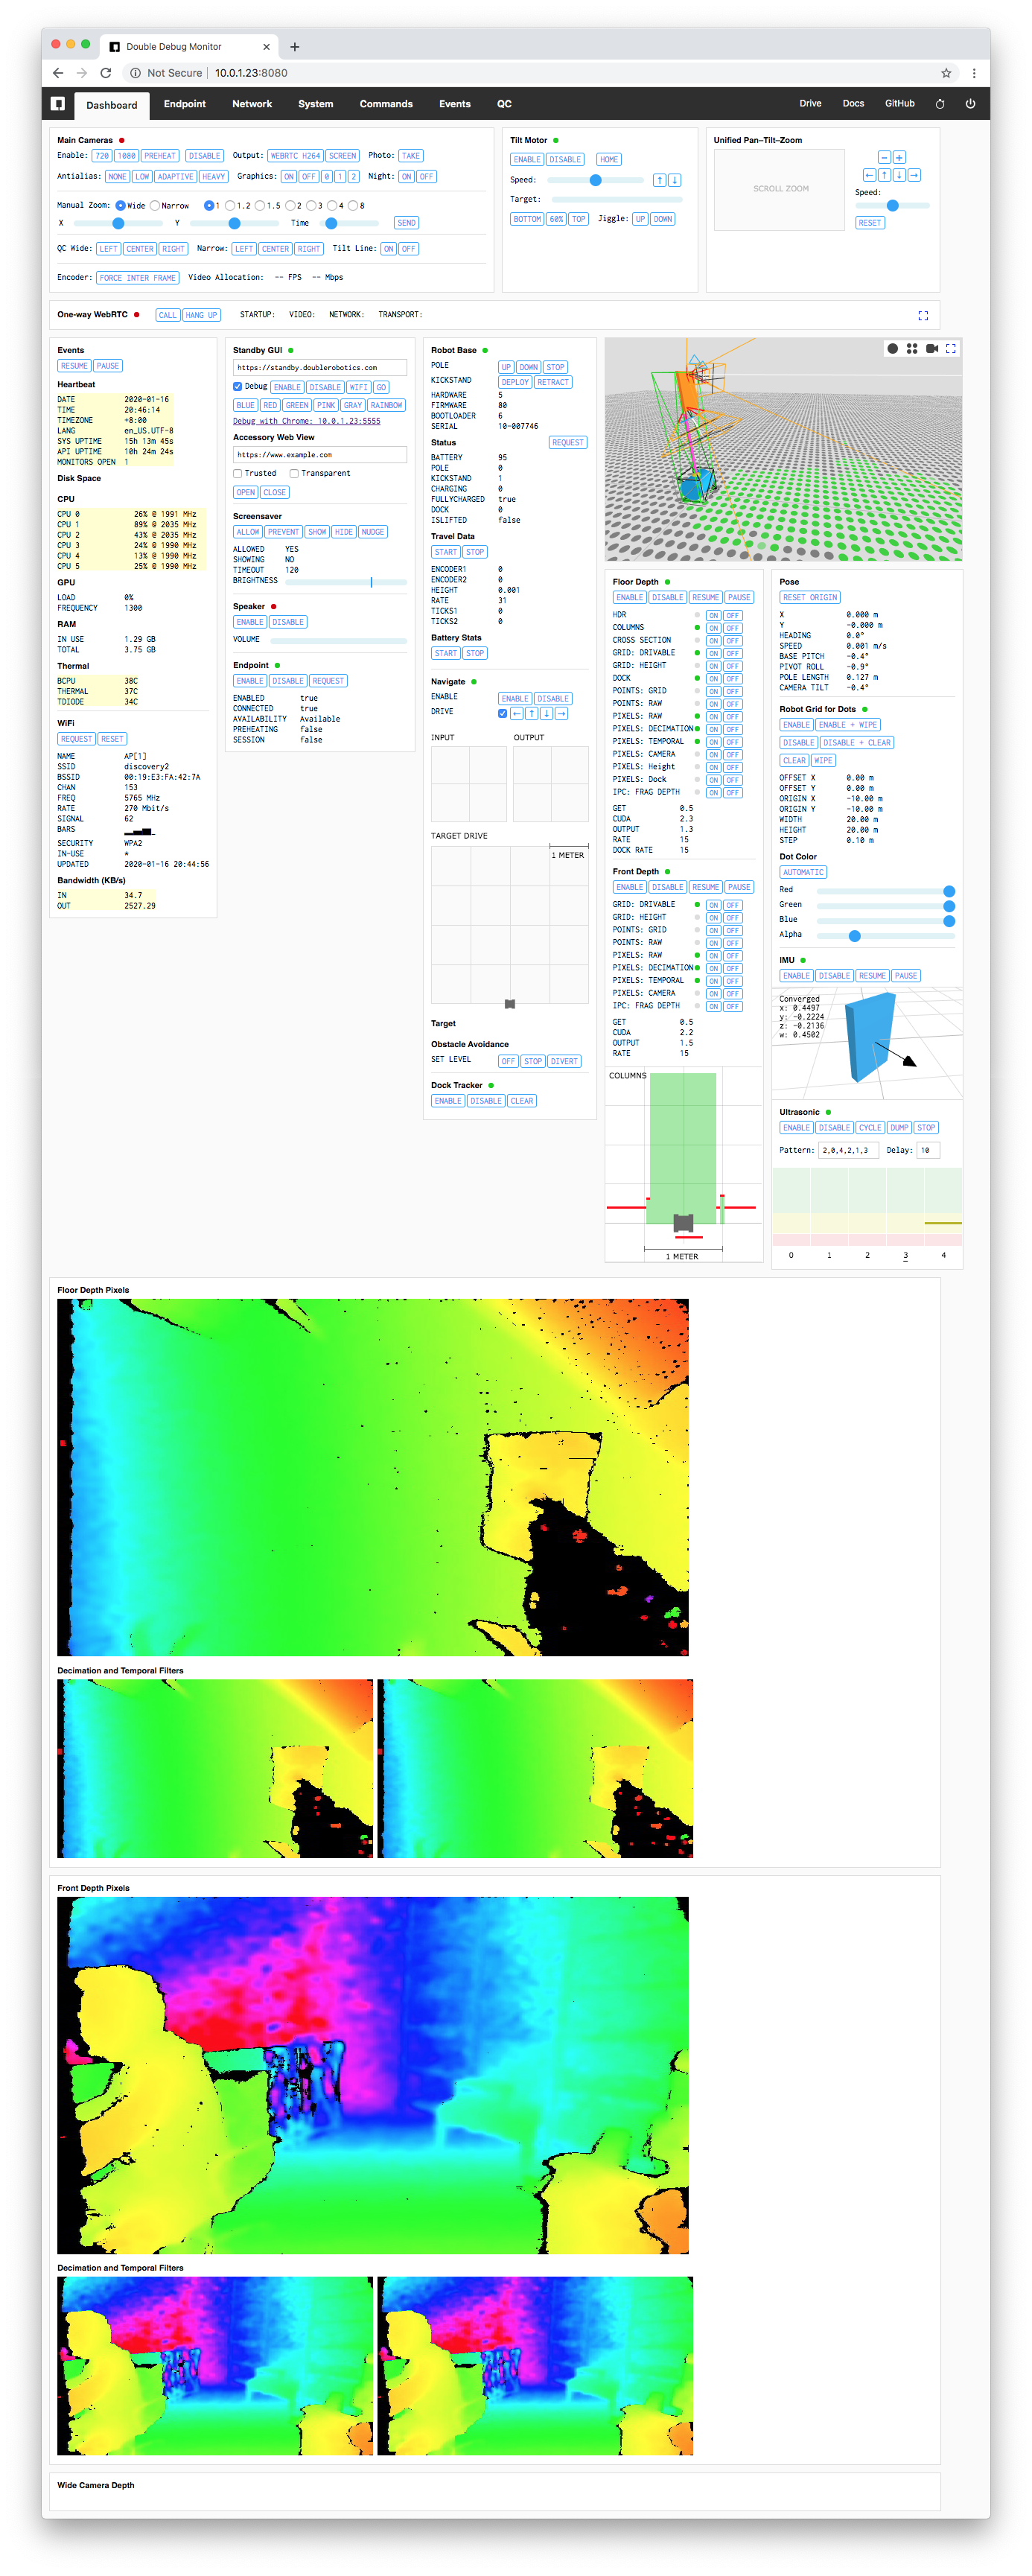 Double Debug Monitor
Not Secure | 10.0.1.23:8080
Dashboard Endpoint Network System Commands Events QC Drive Docs GitHub
Main Cameras
Enable: 720 1080 PREHEAT DISABLE Output: WEBRTC H264 SCREEN Photo: TAKE
Antialias: NONE LOW ADAPTIVE HEAVY Graphics: ON OFF 0 1 2 Night: ON OFF
Manual Zoom: Wide Narrow 1 1.2 1.5 2 3 4 8
X Y Time SEND
QC Wide: LEFT CENTER RIGHT Narrow: LEFT CENTER RIGHT Tilt Line: ON OFF
Encoder: FORCE INTER FRAME Video Allocation: -- FPS -- Mbps
Tilt Motor
ENABLE DISABLE HOME
Speed: ↑ ↓
Target:
BOTTOM 60% TOP Jiggle: UP DOWN
Unified Pan-Tilt-Zoom
SCROLL ZOOM
− +
← ↑ ↓ →
Speed:
RESET
One-way WebRTC CALL HANG UP STARTUP: VIDEO: NETWORK: TRANSPORT:
Events
RESUME PAUSE
Heartbeat
DATE 2020-01-16
TIME 20:46:14
TIMEZONE +8:00
LANG en_US.UTF-8
SYS UPTIME 15h 13m 45s
API UPTIME 10h 24m 24s
MONITORS OPEN 1
Disk Space
CPU
CPU 0 26% @ 1991 MHz
CPU 1 89% @ 2035 MHz
CPU 2 43% @ 2035 MHz
CPU 3 24% @ 1990 MHz
CPU 4 13% @ 1990 MHz
CPU 5 25% @ 1990 MHz
GPU
LOAD 0%
FREQUENCY 1300
RAM
IN USE 1.29 GB
TOTAL 3.75 GB
Thermal
BCPU 38C
THERMAL 37C
TDIODE 34C
WiFi
REQUEST RESET
NAME AP[1]
SSID discovery2
BSSID 00:19:E3:FA:42:7A
CHAN 153
FREQ 5765 MHz
RATE 270 Mbit/s
SIGNAL 62
BARS ▂▄▆_
SECURITY WPA2
IN-USE *
UPDATED 2020-01-16 20:44:56
Bandwidth (KB/s)
IN 34.7
OUT 2527.29
Standby GUI
https://standby.doublerobotics.com
Debug ENABLE DISABLE WIFI GO
BLUE RED GREEN PINK GRAY RAINBOW
Debug with Chrome: 10.0.1.23:5555
Accessory Web View
https://www.example.com
Trusted Transparent
OPEN CLOSE
Screensaver
ALLOW PREVENT SHOW HIDE NUDGE
ALLOWED YES
SHOWING NO
TIMEOUT 120
BRIGHTNESS
Speaker
ENABLE DISABLE
VOLUME
Endpoint
ENABLE DISABLE REQUEST
ENABLED true
CONNECTED true
AVAILABILITY Available
PREHEATING false
SESSION false
Robot Base
POLE UP DOWN STOP
KICKSTAND DEPLOY RETRACT
HARDWARE 5
FIRMWARE 80
BOOTLOADER 6
SERIAL 10-007746
Status REQUEST
BATTERY 95
POLE 0
KICKSTAND 1
CHARGING 0
FULLYCHARGED true
DOCK 0
ISLIFTED false
Travel Data
START STOP
ENCODER1 0
ENCODER2 0
HEIGHT 0.001
RATE 31
TICKS1 0
TICKS2 0
Battery Stats
START STOP
Navigate
ENABLE ENABLE DISABLE
DRIVE ← ↑ ↓ →
INPUT OUTPUT
TARGET DRIVE
1 METER
Target
Obstacle Avoidance
SET LEVEL OFF STOP DIVERT
Dock Tracker
ENABLE DISABLE CLEAR
Floor Depth
ENABLE DISABLE RESUME PAUSE
HDR ON OFF
COLUMNS ON OFF
CROSS SECTION ON OFF
GRID: DRIVABLE ON OFF
GRID: HEIGHT ON OFF
DOCK ON OFF
POINTS: GRID ON OFF
POINTS: RAW ON OFF
PIXELS: RAW ON OFF
PIXELS: DECIMATION ON OFF
PIXELS: TEMPORAL ON OFF
PIXELS: CAMERA ON OFF
PIXELS: Height ON OFF
PIXELS: Dock ON OFF
IPC: FRAG DEPTH ON OFF
GET 0.5
CUDA 2.3
OUTPUT 1.3
RATE 15
DOCK RATE 15
Front Depth
ENABLE DISABLE RESUME PAUSE
GRID: DRIVABLE ON OFF
GRID: HEIGHT ON OFF
POINTS: GRID ON OFF
POINTS: RAW ON OFF
PIXELS: RAW ON OFF
PIXELS: DECIMATION ON OFF
PIXELS: TEMPORAL ON OFF
PIXELS: CAMERA ON OFF
IPC: FRAG DEPTH ON OFF
GET 0.5
CUDA 2.2
OUTPUT 1.5
RATE 15
COLUMNS
1 METER
Pose
RESET ORIGIN
X 0.000 m
Y -0.000 m
HEADING 0.0°
SPEED 0.001 m/s
BASE PITCH -0.4°
PIVOT ROLL -0.9°
POLE LENGTH 0.127 m
CAMERA TILT -0.4°
Robot Grid for Dots
ENABLE ENABLE + WIPE
DISABLE DISABLE + CLEAR
CLEAR WIPE
OFFSET X 0.00 m
OFFSET Y 0.00 m
ORIGIN X -10.00 m
ORIGIN Y -10.00 m
WIDTH 20.00 m
HEIGHT 20.00 m
STEP 0.10 m
Dot Color
AUTOMATIC
Red
Green
Blue
Alpha
IMU
ENABLE DISABLE RESUME PAUSE
Converged
x: 0.4497
y: -0.2224
z: -0.2136
w: 0.4502
Ultrasonic
ENABLE DISABLE CYCLE DUMP STOP
Pattern: 2,0,4,2,1,3 Delay: 10
0 1 2 3 4
Floor Depth Pixels
Decimation and Temporal Filters
Front Depth Pixels
Decimation and Temporal Filters
Wide Camera Depth